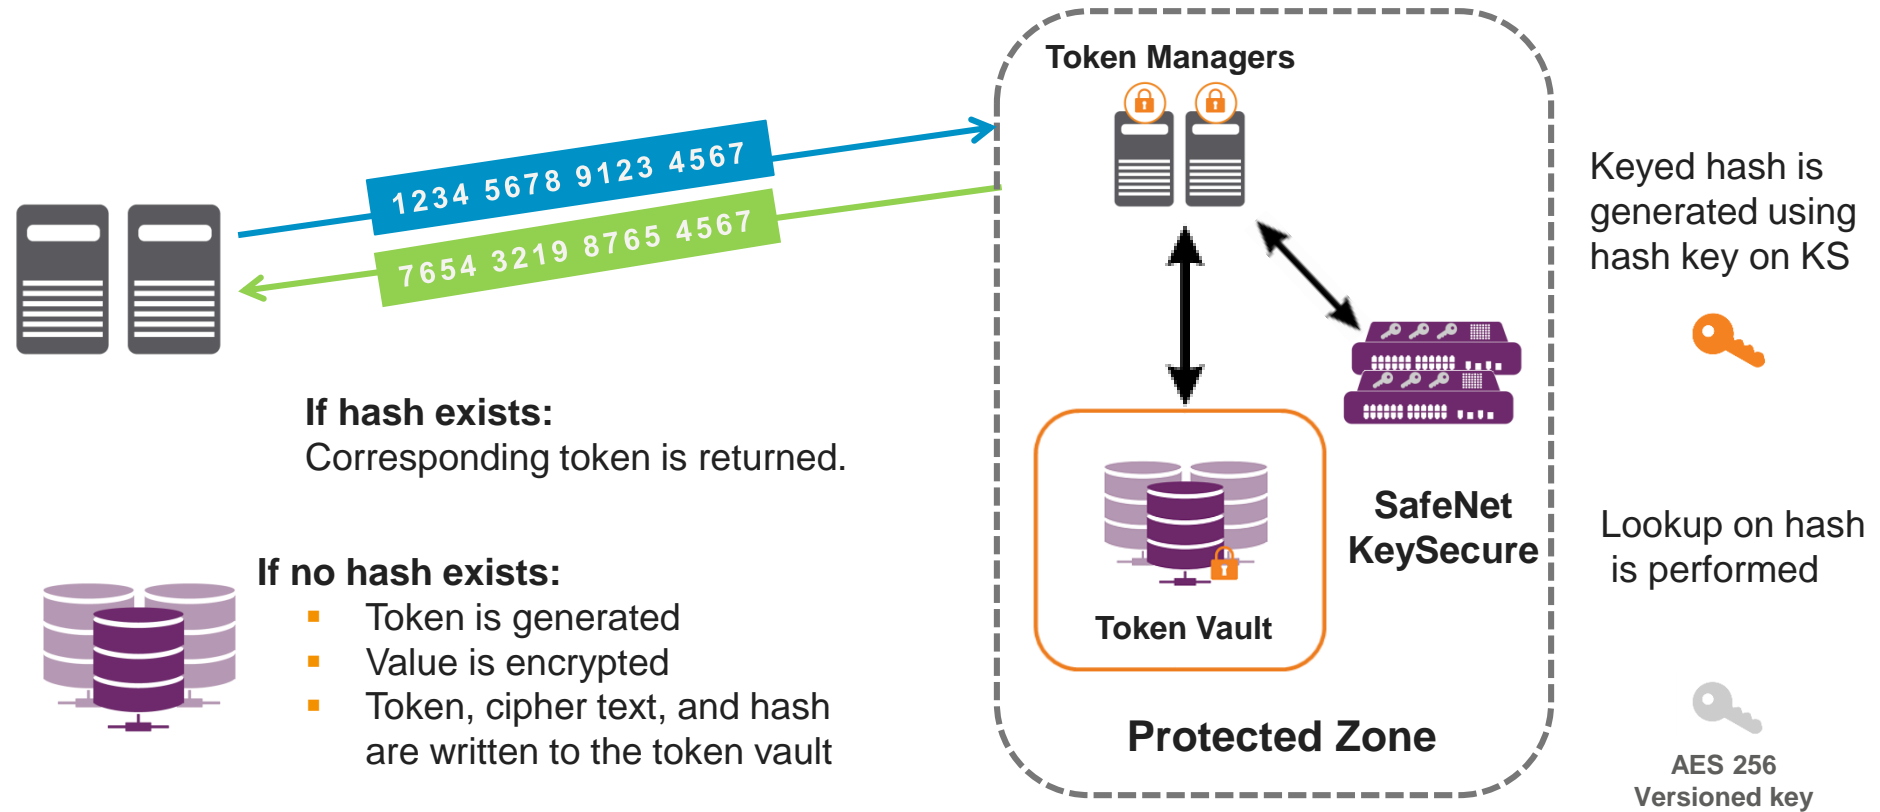 Token Managers
1234 5678 9123 4567
7654 3219 8765 4567
Keyed hash is
generated using
hash key on KS
If hash exists:
Corresponding token is returned.
SafeNet
KeySecure
Lookup on hash
is performed
If no hash exists:
Token is generated
Value is encrypted
Token, cipher text, and hash
are written to the token vault
Token Vault
Protected Zone
AES 256
Versioned key